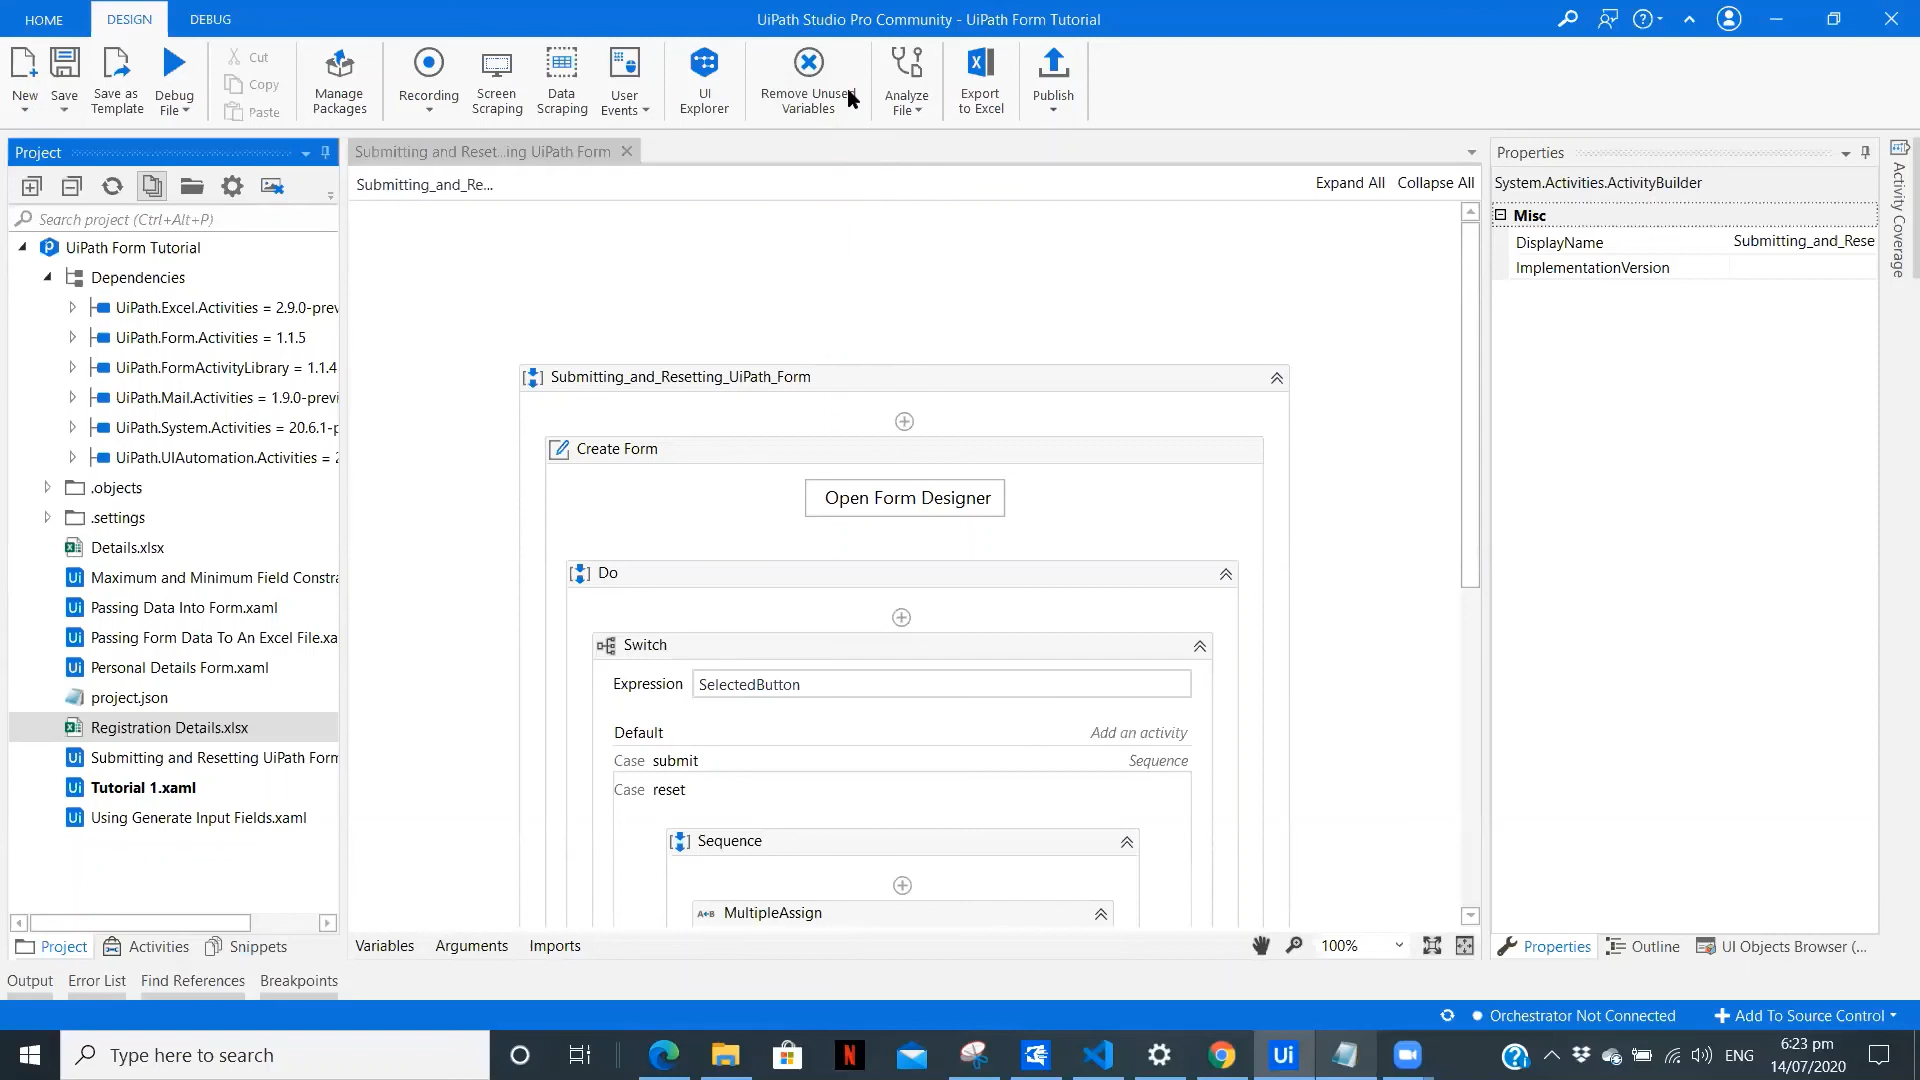 HOME
DESIGN
DEBUG
UiPath Studio Pro Community - UiPath Form Tutorial
New
Save
Save as Template
Debug File
Cut
Copy
Paste
Manage Packages
Recording
Screen Scraping
Data Scraping
User Events
UI Explorer
Remove Unused Variables
Analyze File
Export to Excel
Publish
Project
Search project (Ctrl+Alt+P)
UiPath Form Tutorial
Dependencies
UiPath.Excel.Activities = 2.9.0-prev
UiPath.Form.Activities = 1.1.5
UiPath.FormActivityLibrary = 1.1.4
UiPath.Mail.Activities = 1.9.0-previ
UiPath.System.Activities = 20.6.1-p
UiPath.UIAutomation.Activities = 2
.objects
.settings
Details.xlsx
Maximum and Minimum Field Constra
Passing Data Into Form.xaml
Passing Form Data To An Excel File.xa
Personal Details Form.xaml
project.json
Registration Details.xlsx
Submitting and Resetting UiPath Form
Tutorial 1.xaml
Using Generate Input Fields.xaml
Project
Activities
Snippets
Submitting and Reset...ing UiPath Form
Submitting_and_Re...
Expand All
Collapse All
Submitting_and_Resetting_UiPath_Form
Create Form
Open Form Designer
Do
Switch
Expression
SelectedButton
Default
Add an activity
Case submit
Sequence
Case reset
Sequence
A+B MultipleAssign
Variables
Arguments
Imports
100%
Properties
System.Activities.ActivityBuilder
Misc
DisplayName
Submitting_and_Rese
ImplementationVersion
Activity Coverage
Properties
Outline
UI Objects Browser (...
Output
Error List
Find References
Breakpoints
Orchestrator Not Connected
Add To Source Control
Type here to search
ENG
6:23 pm
14/07/2020